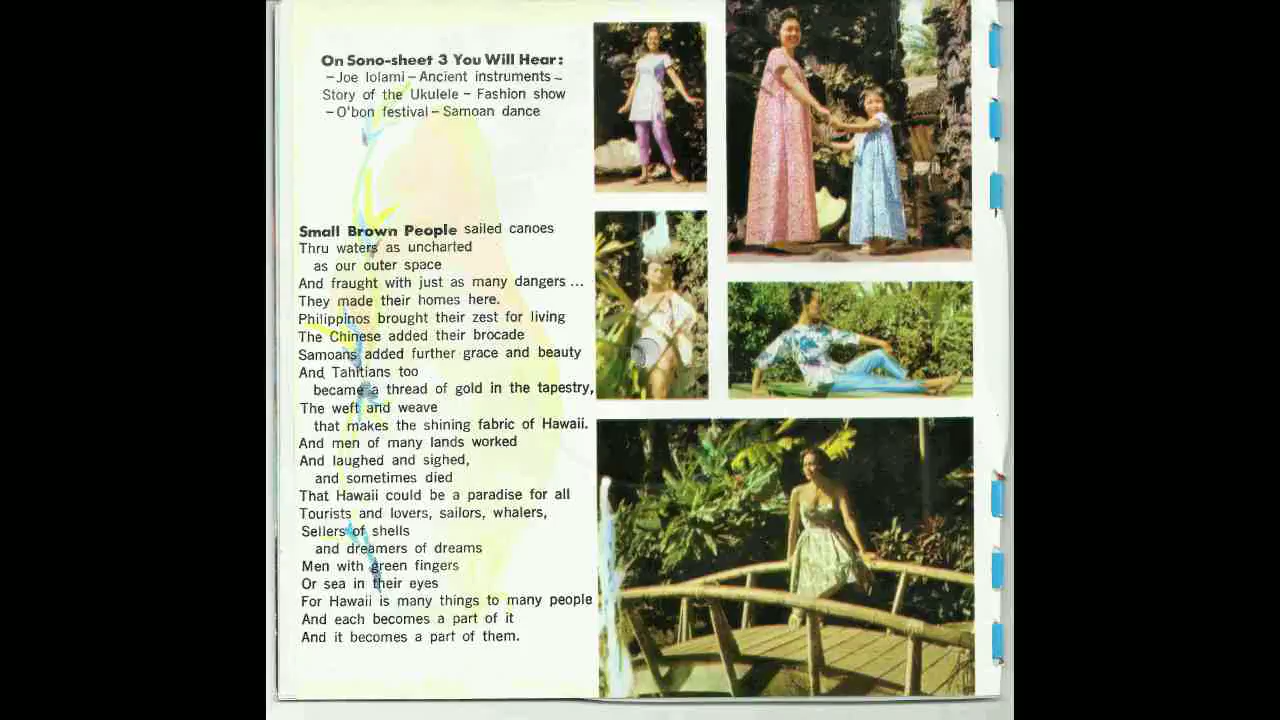 On Sono-sheet 3 You Will Hear:
-Joe Iolami - Ancient instruments -
Story of the Ukulele - Fashion show
- O'bon festival - Samoan dance
Small Brown People sailed canoes
Thru waters as uncharted
as our outer space
And fraught with just as many dangers ...
They made their homes here.
Philippinos brought their zest for living
The Chinese added their brocade
Samoans added further grace and beauty
And Tahitians too
became a thread of gold in the tapestry,
The weft and weave
that makes the shining fabric of Hawaii.
And men of many lands worked
And laughed and sighed,
and sometimes died
That Hawaii could be a paradise for all
Tourists and lovers, sailors, whalers,
Sellers of shells
and dreamers of dreams
Men with green fingers
Or sea in their eyes
For Hawaii is many things to many people
And each becomes a part of it
And it becomes a part of them.